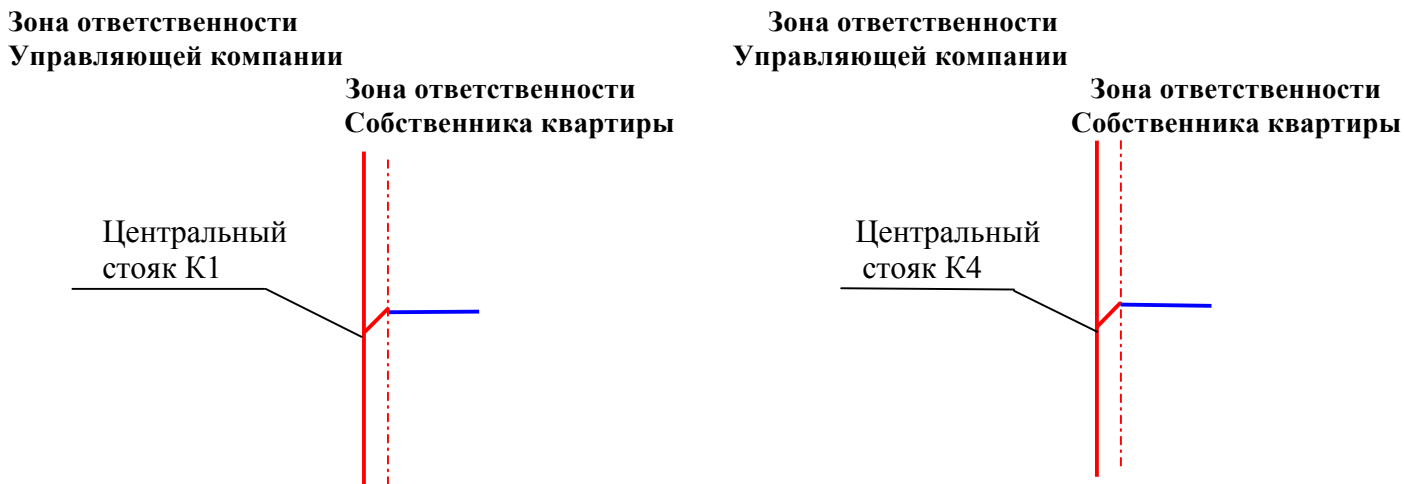 Зона ответственности
Управляющей компании
Зона ответственности
Собственника квартиры
Центральный
стояк К1
Зона ответственности
Управляющей компании
Зона ответственности
Собственника квартиры
Центральный
стояк К4